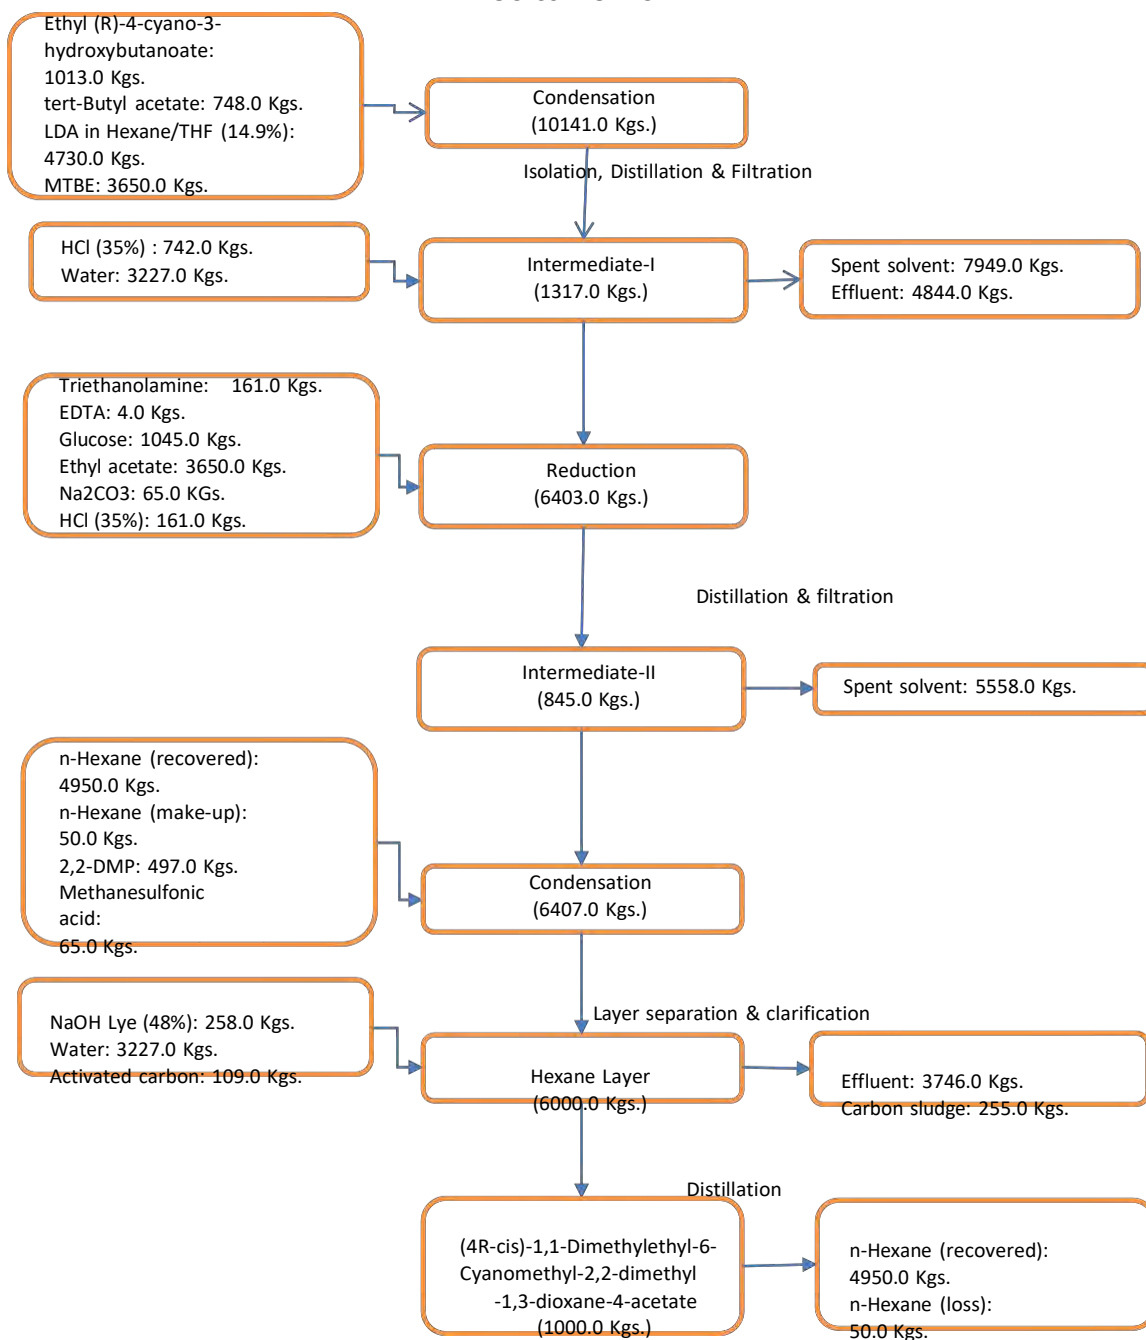 Ethyl (R)-4-cyano-3-
hydroxybutanoate:
1013.0 Kgs.
tert-Butyl acetate: 748.0 Kgs.
LDA in Hexane/THF (14.9%):
4730.0 Kgs.
MTBE: 3650.0 Kgs.
Condensation
(10141.0 Kgs.)
Isolation, Distillation & Filtration
HCl (35%) : 742.0 Kgs.
Water: 3227.0 Kgs.
Intermediate-I
(1317.0 Kgs.)
Spent solvent: 7949.0 Kgs.
Effluent: 4844.0 Kgs.
Triethanolamine: 161.0 Kgs.
EDTA: 4.0 Kgs.
Glucose: 1045.0 Kgs.
Ethyl acetate: 3650.0 Kgs.
Na2CO3: 65.0 KGs.
HCl (35%): 161.0 Kgs.
Reduction
(6403.0 Kgs.)
Distillation & filtration
Intermediate-II
(845.0 Kgs.)
Spent solvent: 5558.0 Kgs.
n-Hexane (recovered):
4950.0 Kgs.
n-Hexane (make-up):
50.0 Kgs.
2,2-DMP: 497.0 Kgs.
Methanesulfonic
acid:
65.0 Kgs.
Condensation
(6407.0 Kgs.)
Layer separation & clarification
NaOH Lye (48%): 258.0 Kgs.
Water: 3227.0 Kgs.
Activated carbon: 109.0 Kgs.
Hexane Layer
(6000.0 Kgs.)
Effluent: 3746.0 Kgs.
Carbon sludge: 255.0 Kgs.
Distillation
(4R-cis)-1,1-Dimethylethyl-6-
Cyanomethyl-2,2-dimethyl
-1,3-dioxane-4-acetate
(1000.0 Kgs.)
n-Hexane (recovered):
4950.0 Kgs.
n-Hexane (loss):
50.0 Kgs.